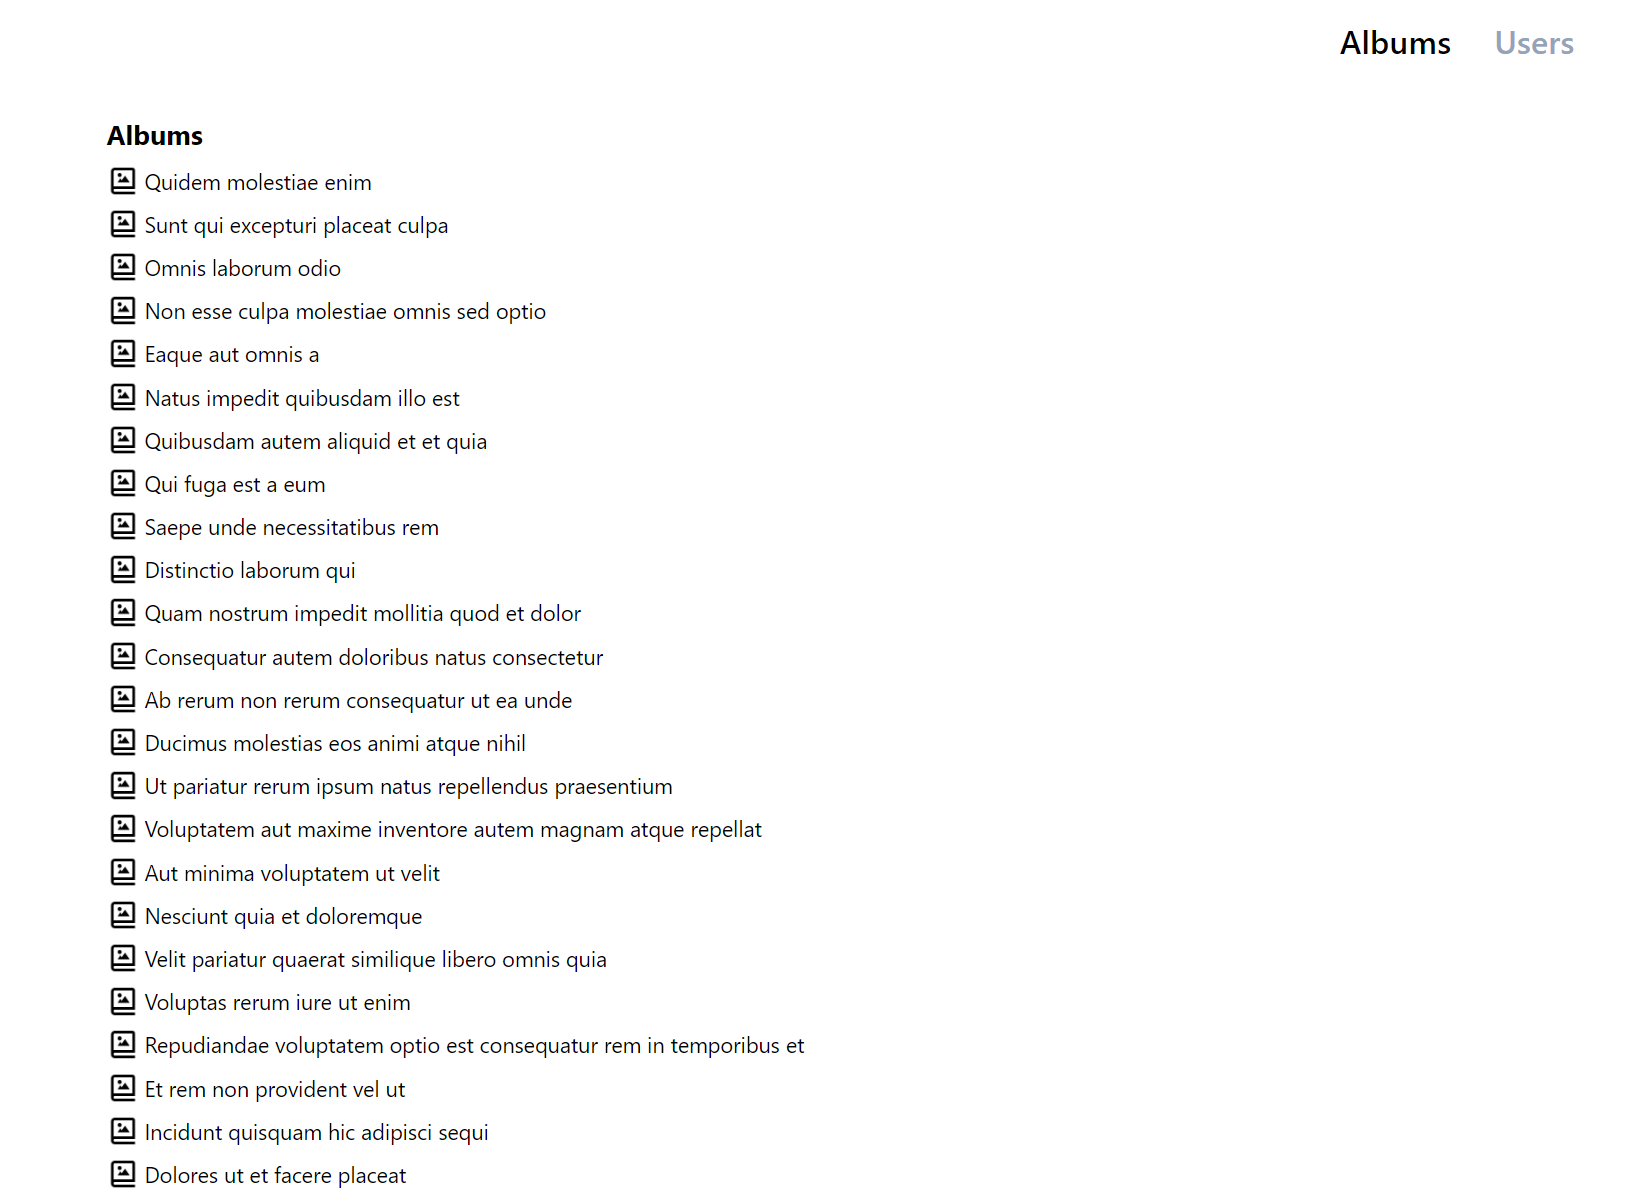 Albums Users
Albums
Quidem molestiae enim
Sunt qui excepturi placeat culpa
Omnis laborum odio
Non esse culpa molestiae omnis sed optio
Eaque aut omnis a
Natus impedit quibusdam illo est
Quibusdam autem aliquid et et quia
Qui fuga est a eum
Saepe unde necessitatibus rem
Distinctio laborum qui
Quam nostrum impedit mollitia quod et dolor
Consequatur autem doloribus natus consectetur
Ab rerum non rerum consequatur ut ea unde
Ducimus molestias eos animi atque nihil
Ut pariatur rerum ipsum natus repellendus praesentium
Voluptatem aut maxime inventore autem magnam atque repellat
Aut minima voluptatem ut velit
Nesciunt quia et doloremque
Velit pariatur quaerat similique libero omnis quia
Voluptas rerum iure ut enim
Repudiandae voluptatem optio est consequatur rem in temporibus et
Et rem non provident vel ut
Incidunt quisquam hic adipisci sequi
Dolores ut et facere placeat